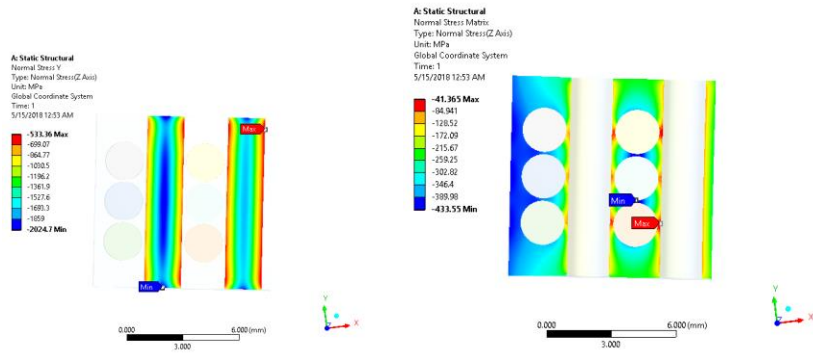 A: Static Structural
Normal Stress Y
Type: Normal Stress(Z Axis)
Unit: MPa
Global Coordinate System
Time: 1
5/15/2018 12:53 AM
-533.36 Max
-699.07
-864.77
-1030.5
-1196.2
-1361.9
-1527.6
-1693.3
-1859
-2024.7 Min
Max
Min
0.000
6.000 (mm)
3.000
Y
Z
X
A: Static Structural
Normal Stress Matrix
Type: Normal Stress(Z Axis)
Unit: MPa
Global Coordinate System
Time: 1
5/15/2018 12:53 AM
-41.365 Max
-84.941
-128.52
-172.09
-215.67
-259.25
-302.82
-346.4
-389.98
-433.55 Min
Min
Max
0.000
6.000 (mm)
3.000
Y
Z
X